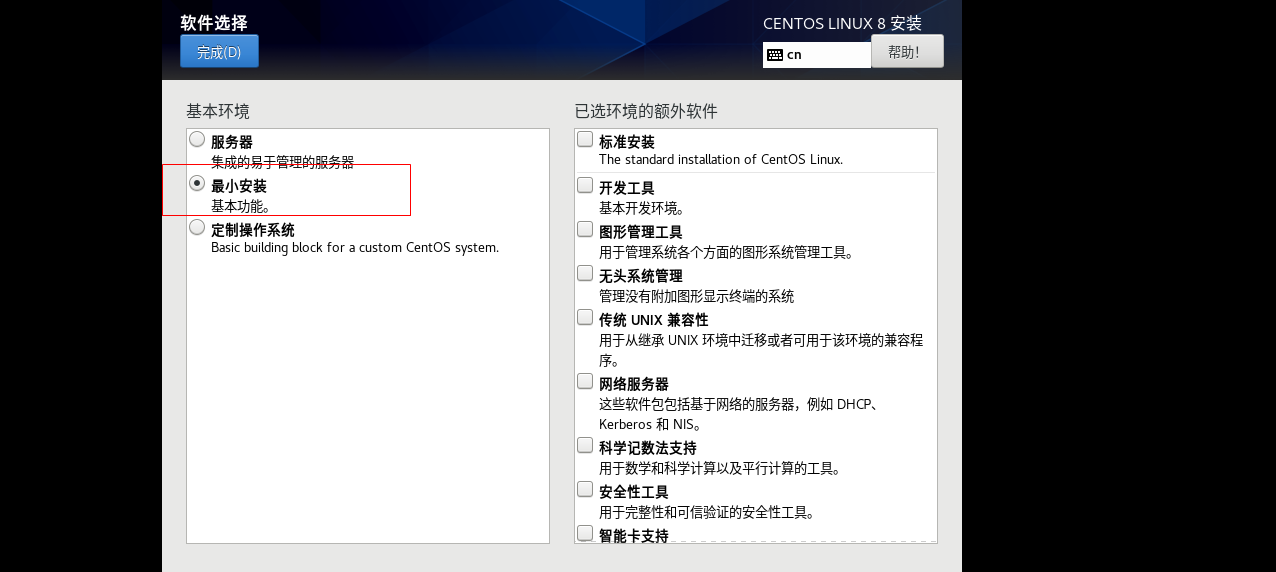 软件选择
完成(D)
CENTOS LINUX 8 安装
cn
帮助!
基本环境
服务器
集成的易于管理的服务器
最小安装
基本功能。
定制操作系统
Basic building block for a custom CentOS system.
已选环境的额外软件
标准安装
The standard installation of CentOS Linux.
开发工具
基本开发环境。
图形管理工具
用于管理系统各个方面的图形系统管理工具。
无头系统管理
管理没有附加图形显示终端的系统
传统 UNIX 兼容性
用于从继承 UNIX 环境中迁移或者可用于该环境的兼容程
序。
网络服务器
这些软件包包括基于网络的服务器，例如 DHCP、
Kerberos 和 NIS。
科学记数法支持
用于数学和科学计算以及平行计算的工具。
安全性工具
用于完整性和可信验证的安全性工具。
智能卡支持